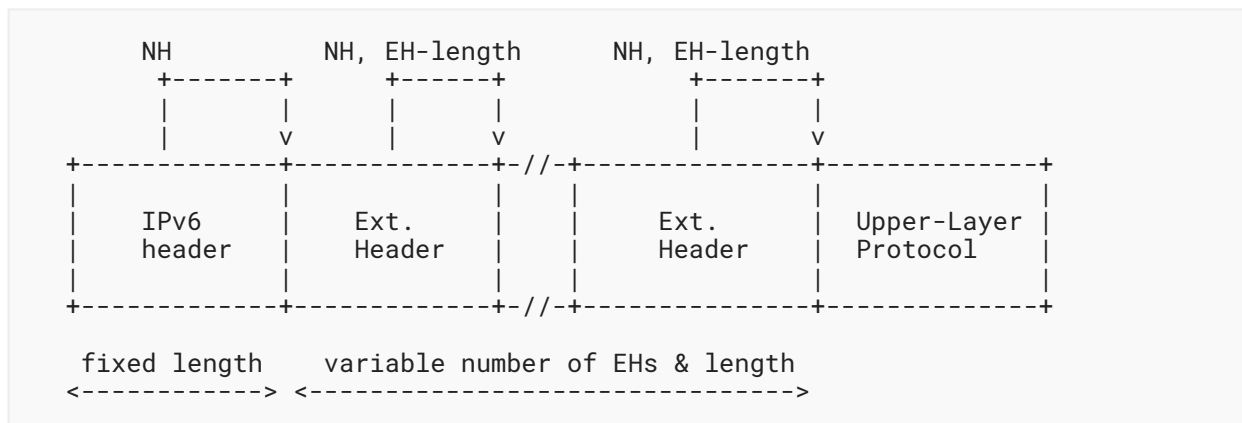 NH NH, EH-length NH, EH-length
IPv6 Ext. Ext. Upper-Layer
header Header Header Protocol
fixed length variable number of EHs & length